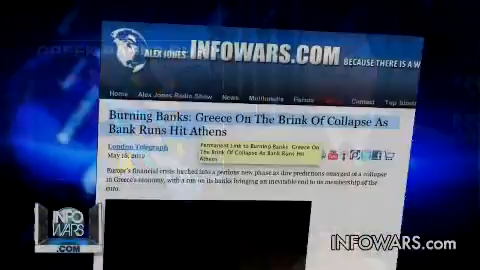 ALEX JONES' INFOWARS.COM BECAUSE THERE IS A W
Home Alex Jones Radio Show News Multimedia Forum Contact Top Stories
Burning Banks: Greece On The Brink Of Collapse As
Bank Runs Hit Athens
London Telegraph
May 18, 2012
Permanent Link to Burning Banks: Greece On
The Brink Of Collapse As Bank Runs Hit
Athens
Europe's financial crisis lurched into a perilous new phase as dire predictions emerged of a collapse
in Greece's economy, with a run on its banks bringing an inevitable end to its membership of the
euro.
INFO
WARS
.COM
INFOWARS.com